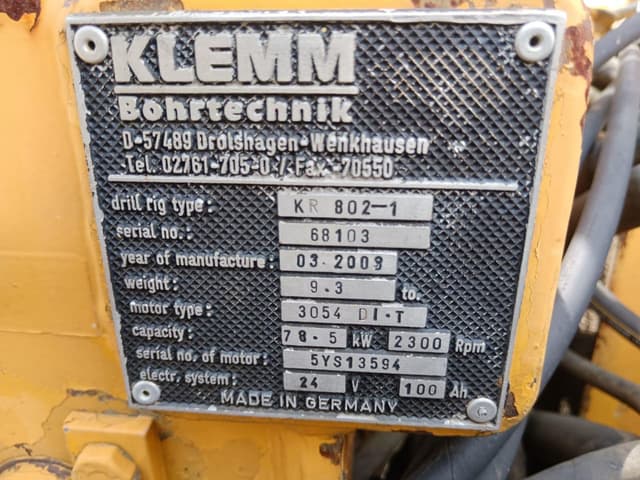 KLEMM
Bohrtechnik
D-57489 Drolshagen-Wenkhausen
Tel. 02761-705-0 / Fax -70550
drill rig type: KR 802-1
serial no.: 68103
year of manufacture: 03.2003
weight: 9.3 to.
motor type: 3054 DI-T
capacity: 78-5 kW 2300 Rpm
serial no. of motor: 5YS13594
electr. system: 24 V 100 Ah
MADE IN GERMANY